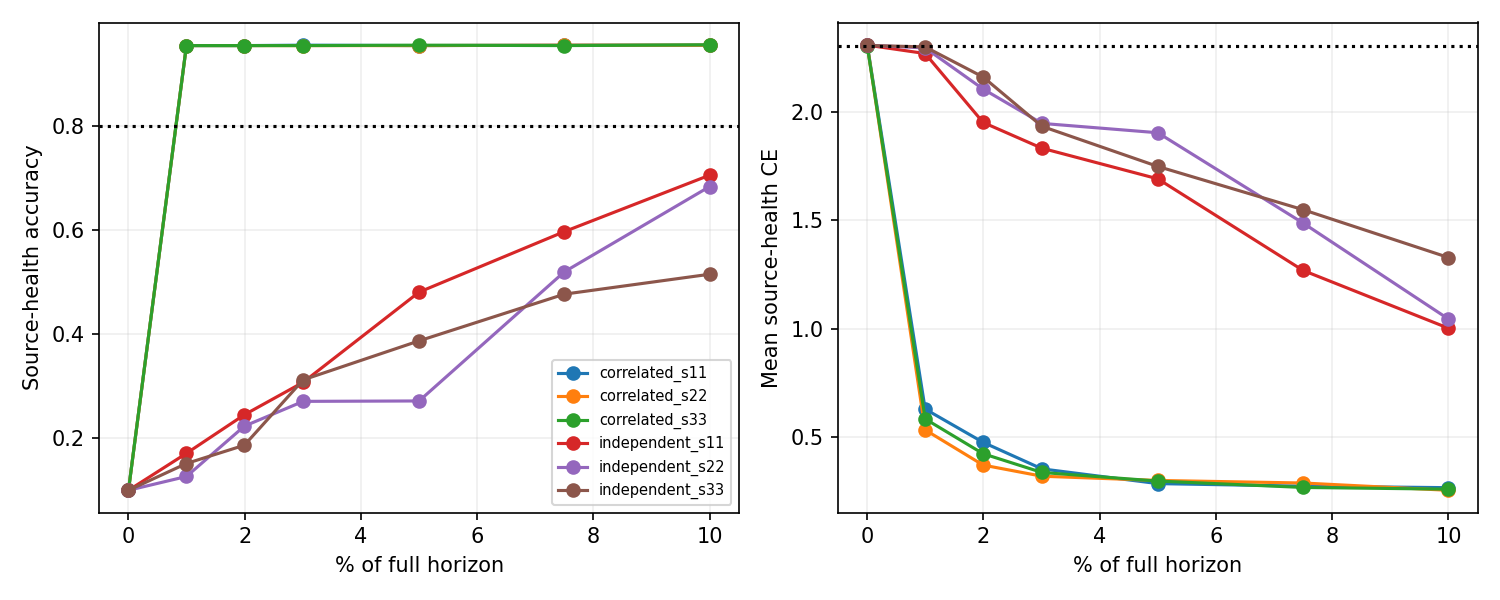 Source-health accuracy
0.8
0.6
0.4
0.2
0 2 4 6 8 10
% of full horizon
correlated_s11
correlated_s22
correlated_s33
independent_s11
independent_s22
independent_s33
Mean source-health CE
2.0
1.5
1.0
0.5
0 2 4 6 8 10
% of full horizon